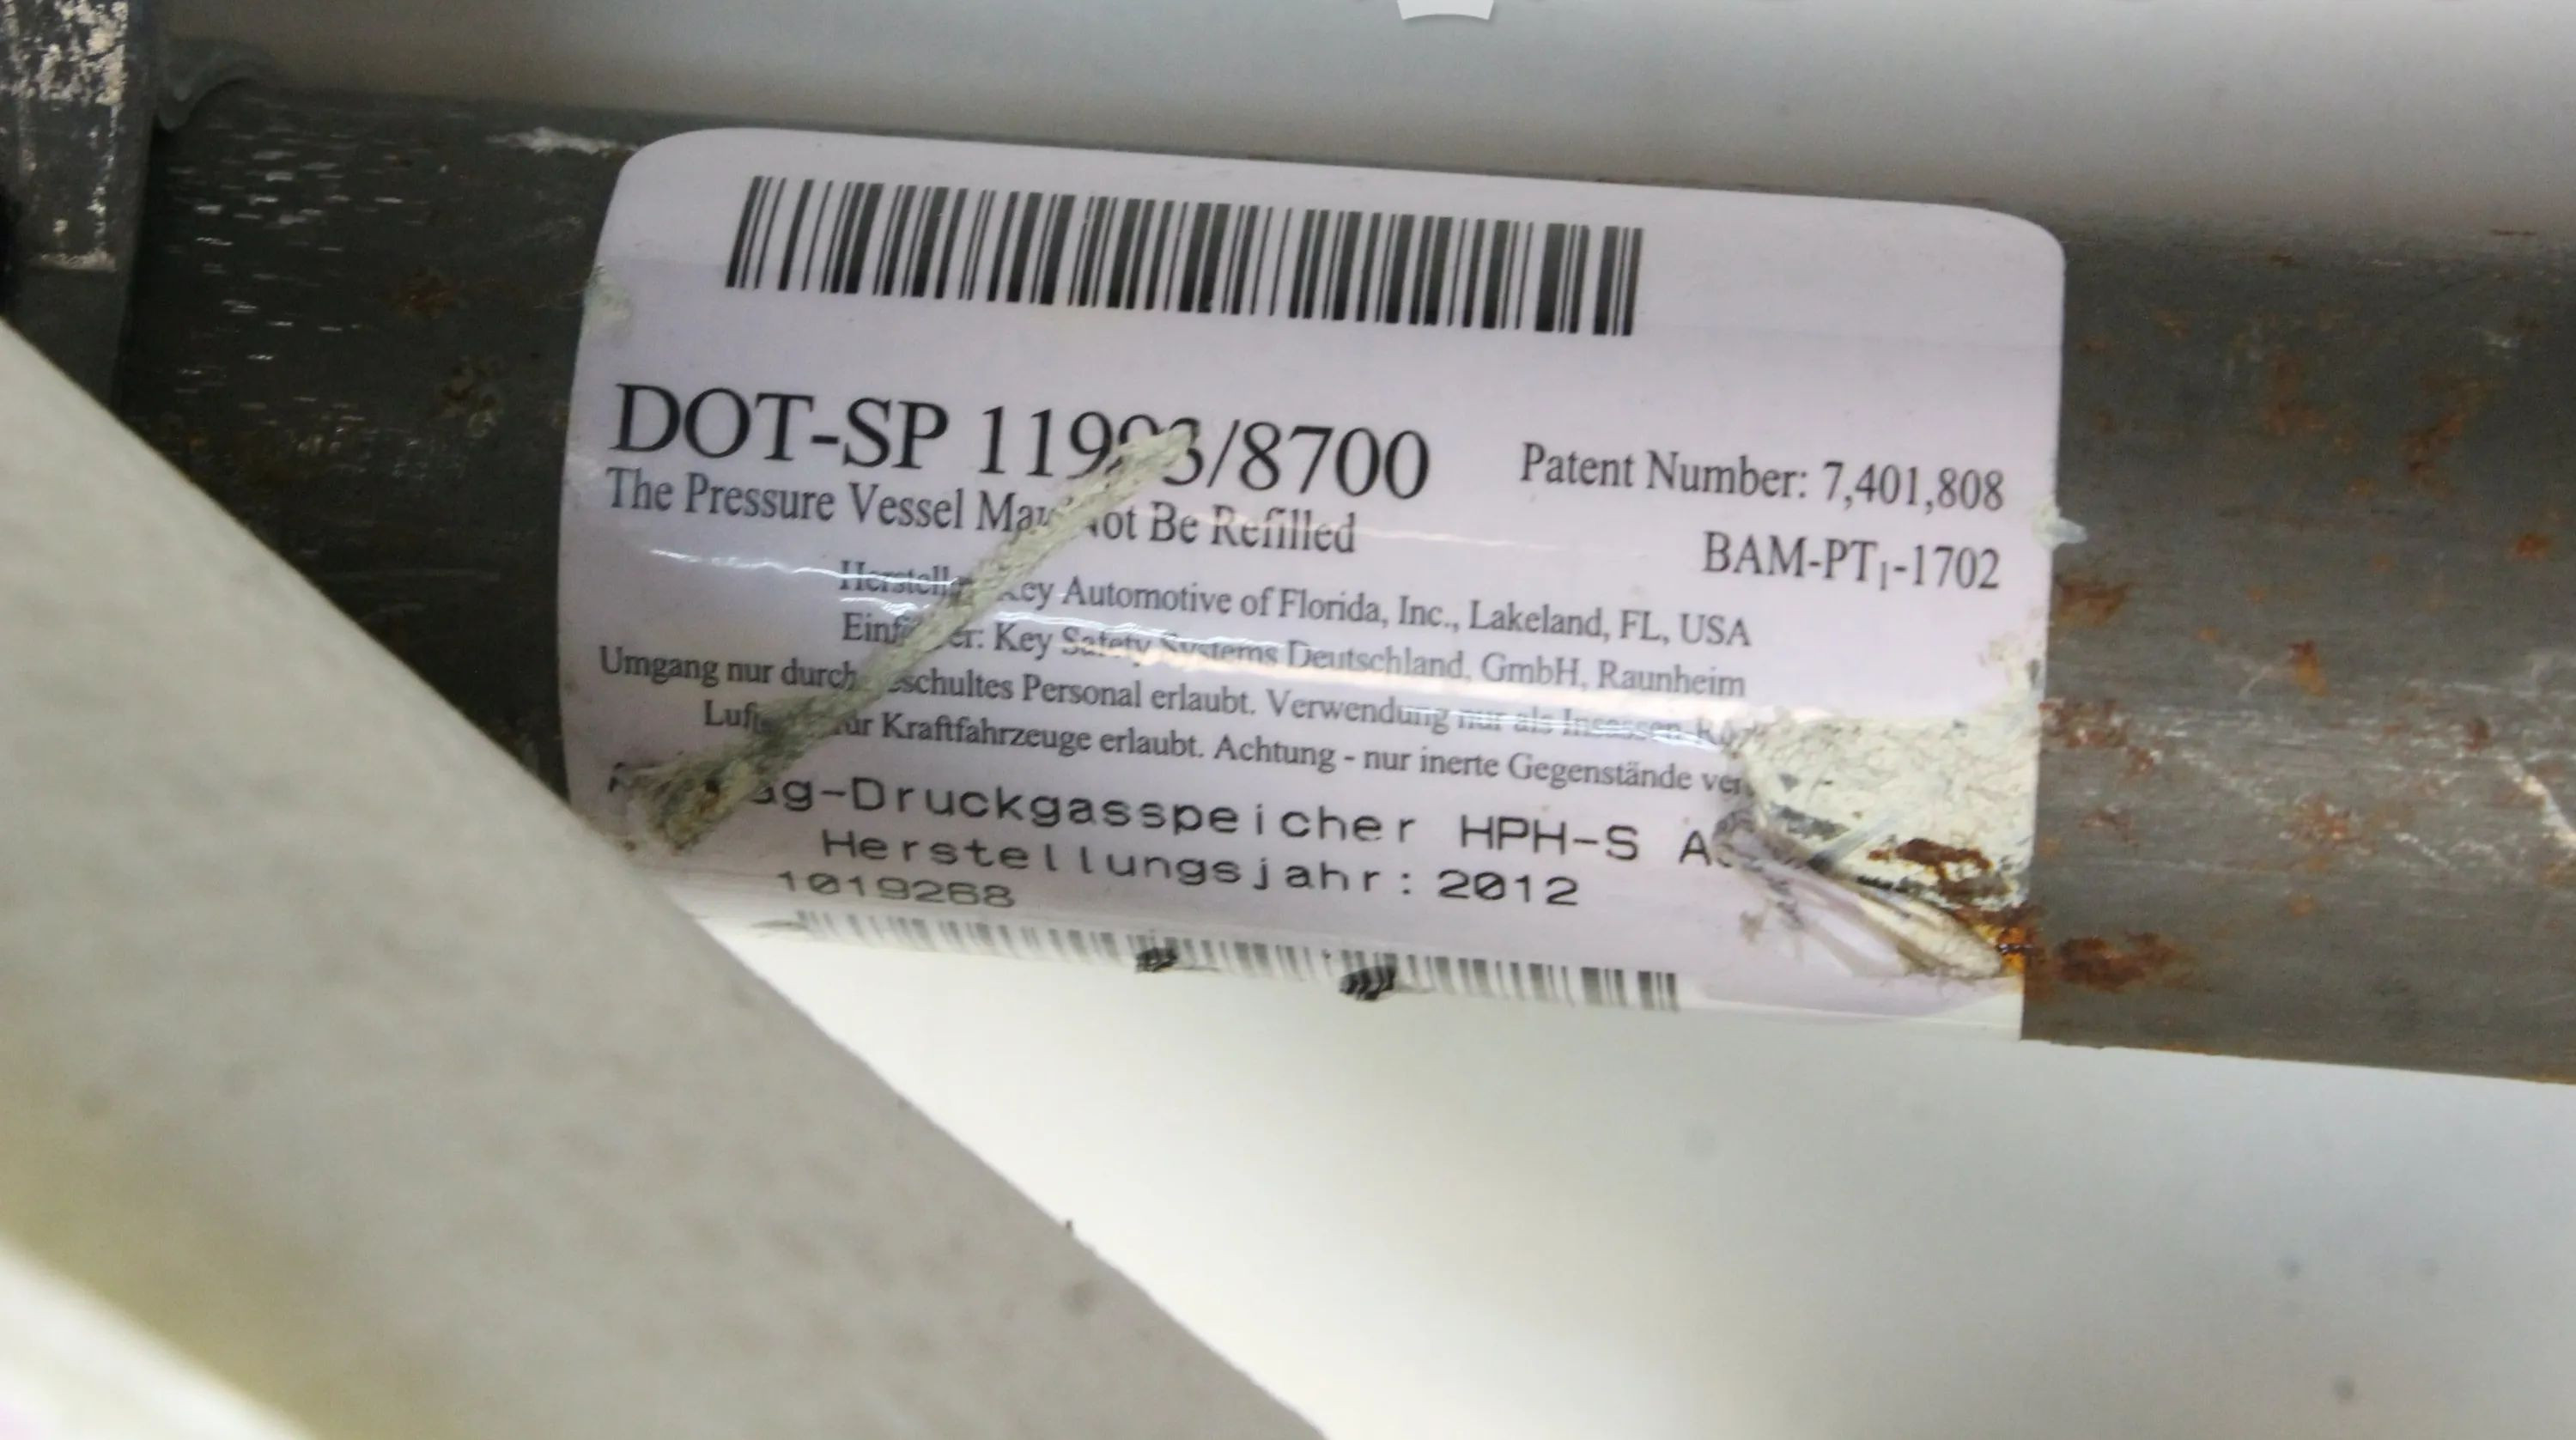 DOT-SP 11993/8700
Patent Number: 7,401,808
The Pressure Vessel May Not Be Refilled
BAM-PT1-1702
Key Automotive of Florida, Inc., Lakeland, FL, USA
Key Safety Systems Deutschland, GmbH, Raunheim
Umgang nur durch Personal erlaubt. Verwendung nur als Insassen
für Kraftfahrzeuge erlaubt. Achtung - nur inerte Gegenstände
HPH-S
Herstellungsjahr: 2012
1019268